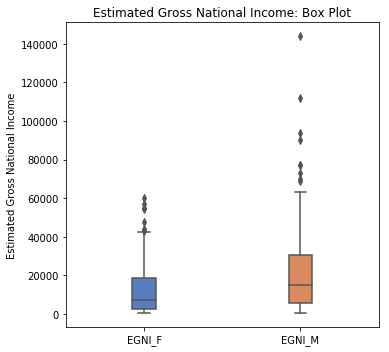 Estimated Gross National Income: Box Plot
140000
120000
100000
80000
60000
40000
20000
0
Estimated Gross National Income
EGNI_F
EGNI_M